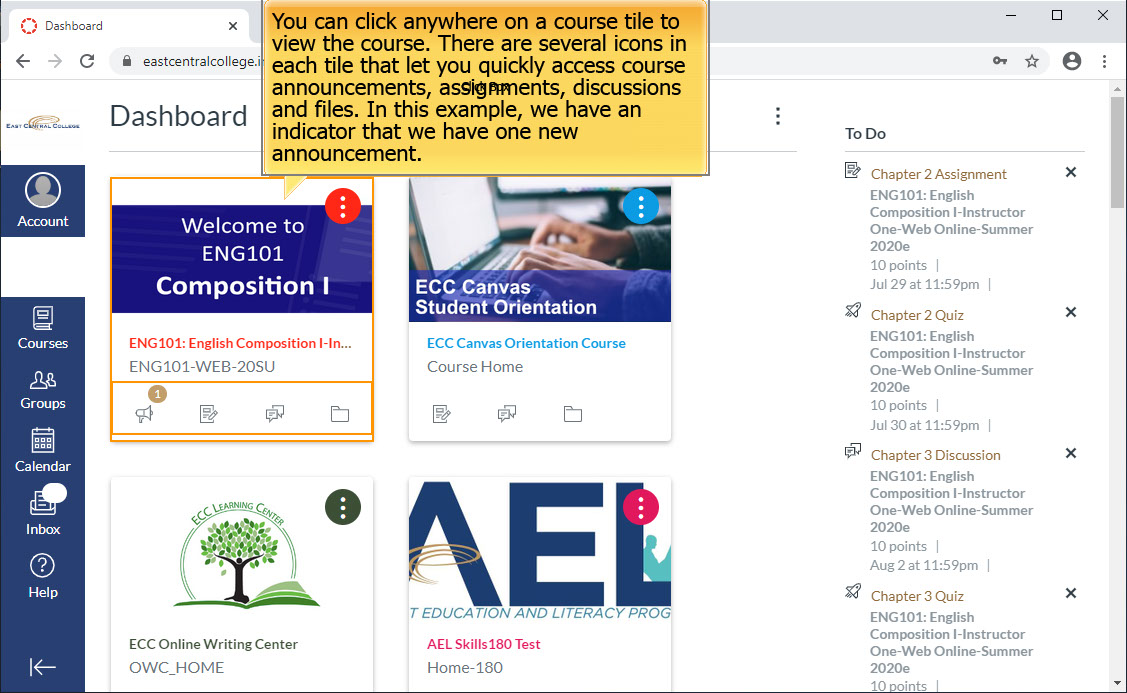 Dashboard
eastcentralcollege.i
You can click anywhere on a course tile to
view the course. There are several icons in
each tile that let you quickly access course
announcements, assignments, discussions
and files. In this example, we have an
indicator that we have one new
announcement.
EAST CENTRAL COLLEGE
Account
Courses
Groups
Calendar
Inbox
Help
Dashboard
Welcome to
ENG101
Composition I
ENG101: English Composition I-In...
ENG101-WEB-20SU
1
ECC Canvas
Student Orientation
ECC Canvas Orientation Course
Course Home
ECC LEARNING CENTER
ECC Online Writing Center
OWC_HOME
AEL
T EDUCATION AND LITERACY PROG
AEL Skills180 Test
Home-180
To Do
Chapter 2 Assignment
ENG101: English
Composition I-Instructor
One-Web Online-Summer
2020e
10 points |
Jul 29 at 11:59pm |
Chapter 2 Quiz
ENG101: English
Composition I-Instructor
One-Web Online-Summer
2020e
10 points |
Jul 30 at 11:59pm |
Chapter 3 Discussion
ENG101: English
Composition I-Instructor
One-Web Online-Summer
2020e
10 points |
Aug 2 at 11:59pm |
Chapter 3 Quiz
ENG101: English
Composition I-Instructor
One-Web Online-Summer
2020e
10 points |